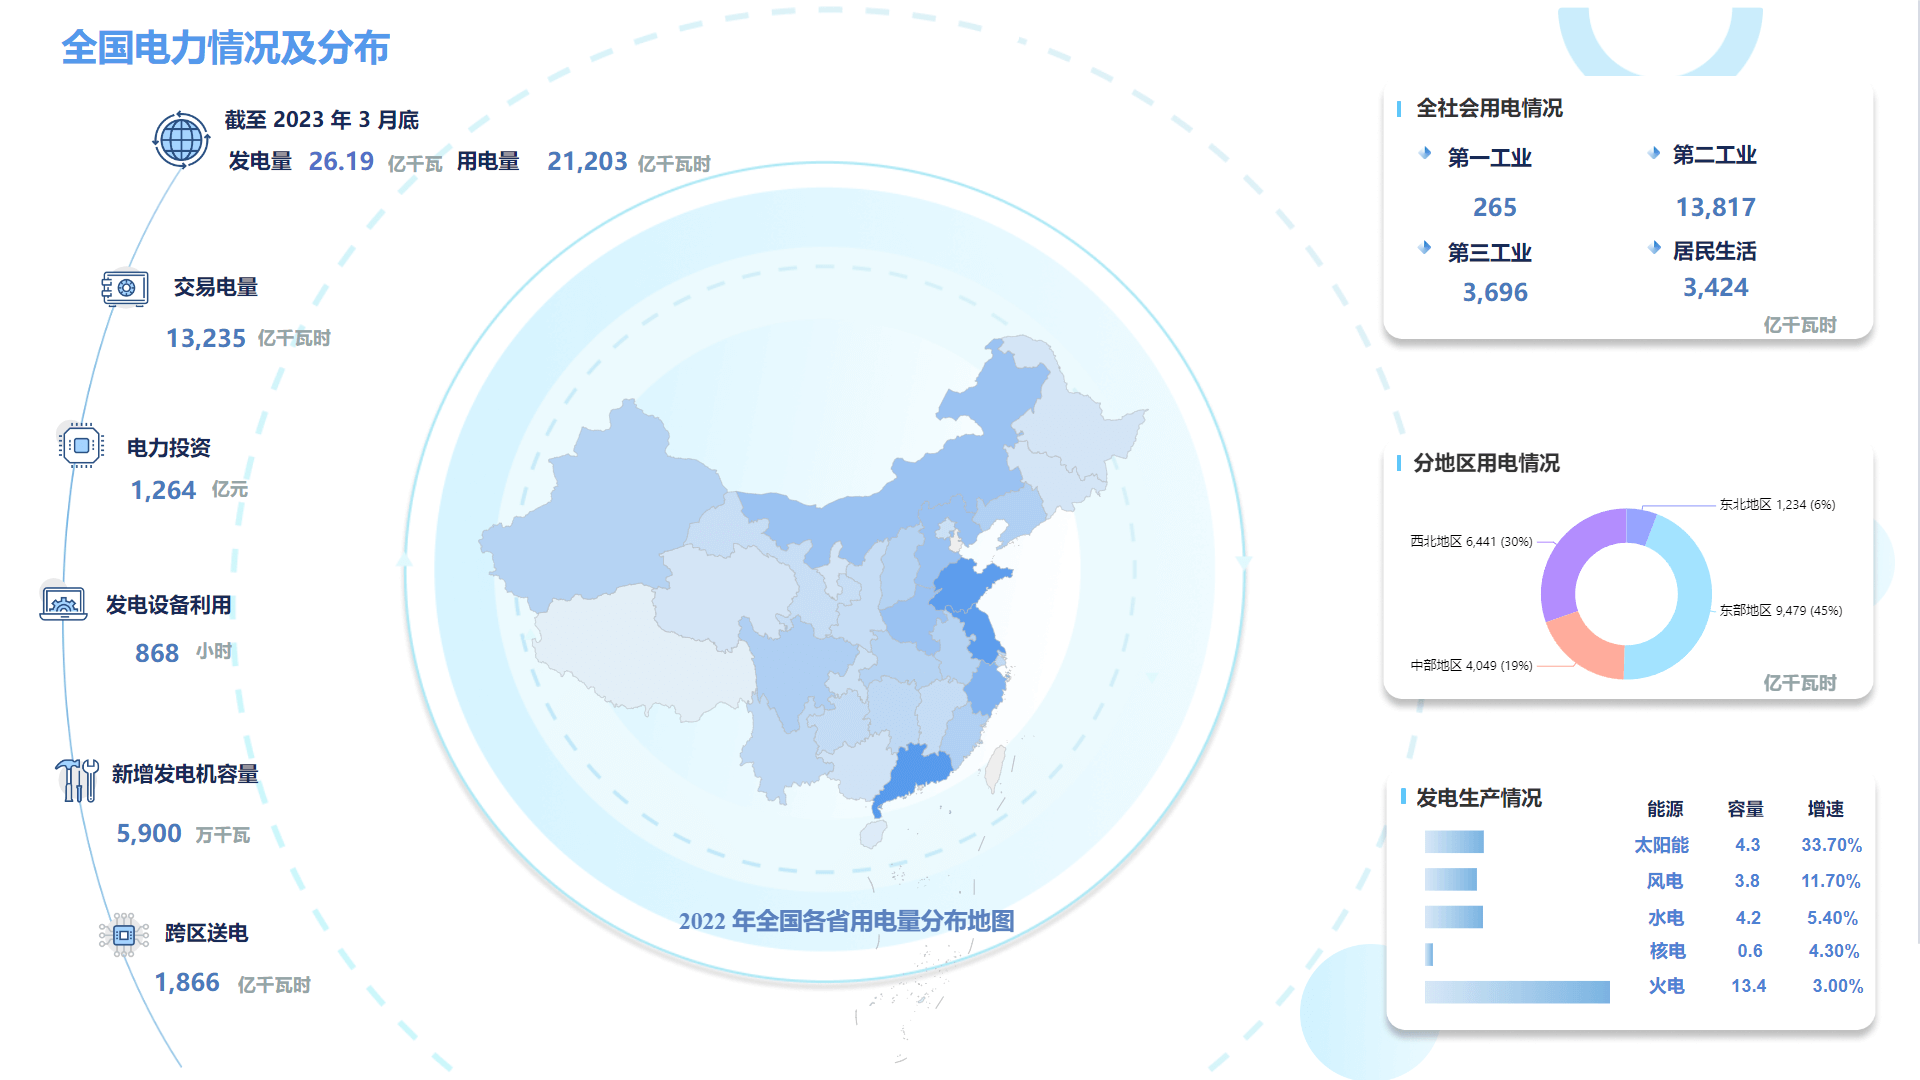 全国电力情况及分布
截至 2023 年 3 月底
发电量 26.19 亿千瓦 用电量 21,203 亿千瓦时
交易电量
13,235 亿千瓦时
电力投资
1,264 亿元
发电设备利用
868 小时
新增发电机容量
5,900 万千瓦
跨区送电
1,866 亿千瓦时
2022 年全国各省用电量分布地图
全社会用电情况
第一工业 第二工业
265 13,817
第三工业 居民生活
3,696 3,424
亿千瓦时
分地区用电情况
东北地区 1,234 (6%)
西北地区 6,441 (30%)
东部地区 9,479 (45%)
中部地区 4,049 (19%)
亿千瓦时
发电生产情况
能源 容量 增速
太阳能 4.3 33.70%
风电 3.8 11.70%
水电 4.2 5.40%
核电 0.6 4.30%
火电 13.4 3.00%